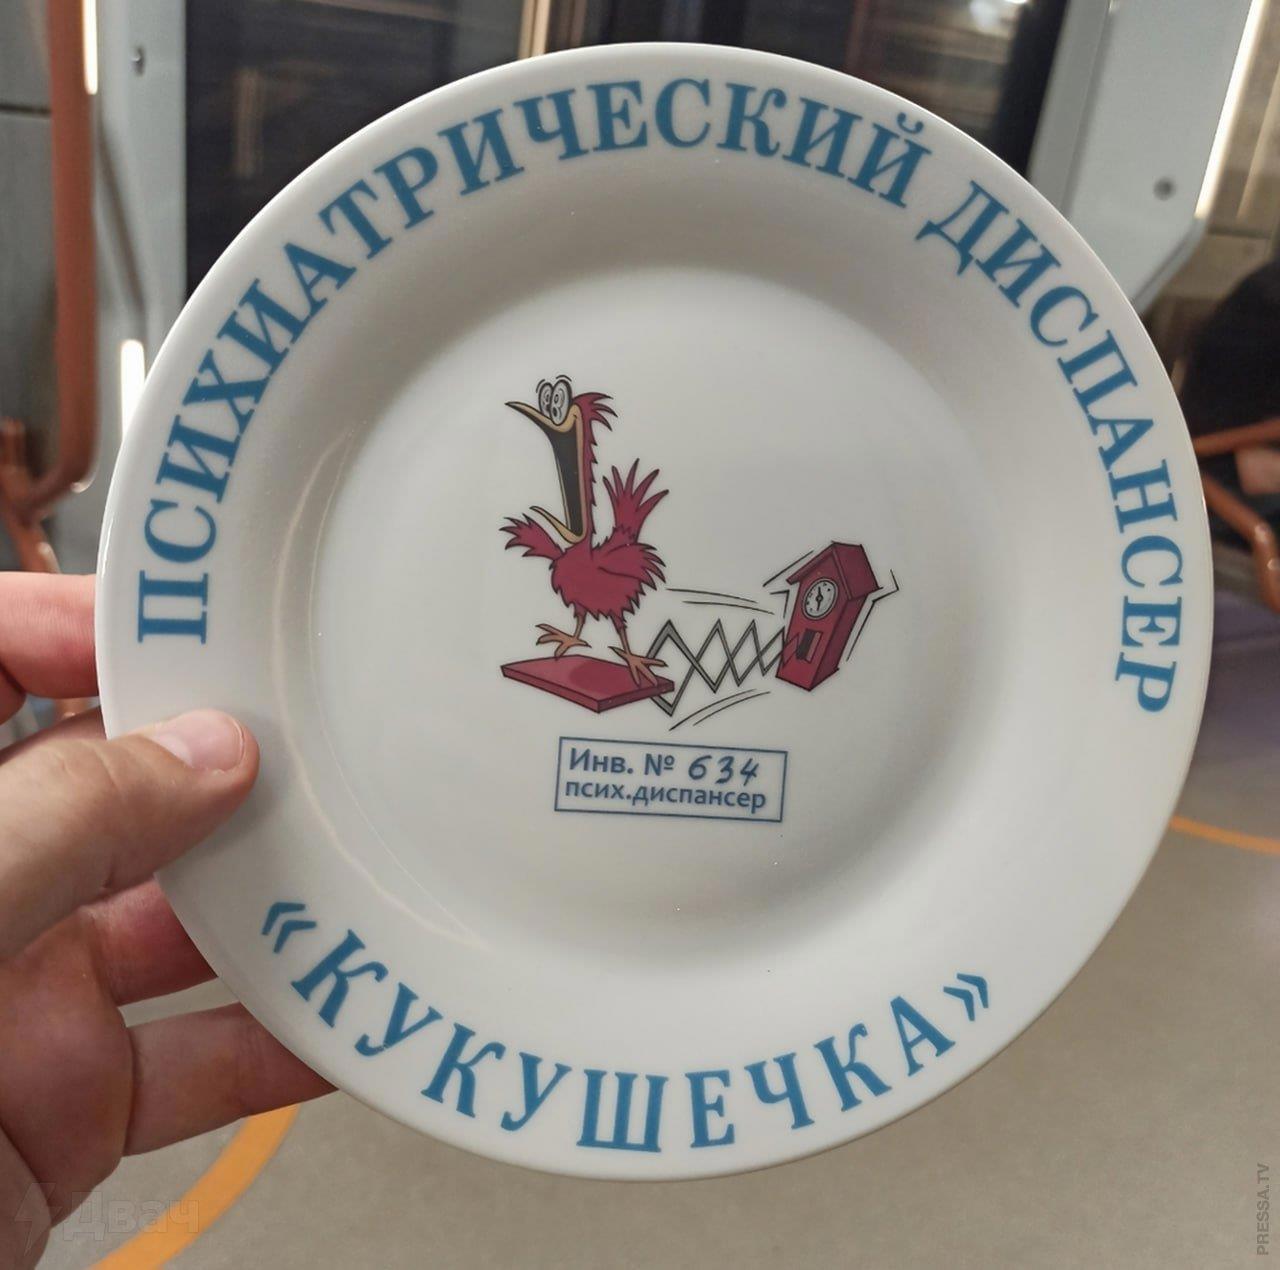 ПСИХИАТРИЧЕСКИЙ ДИСПАНСЕР
Инв. № 634
псих.диспансер
«КУКУШЕЧКА»
Двач
PRESSA.TV